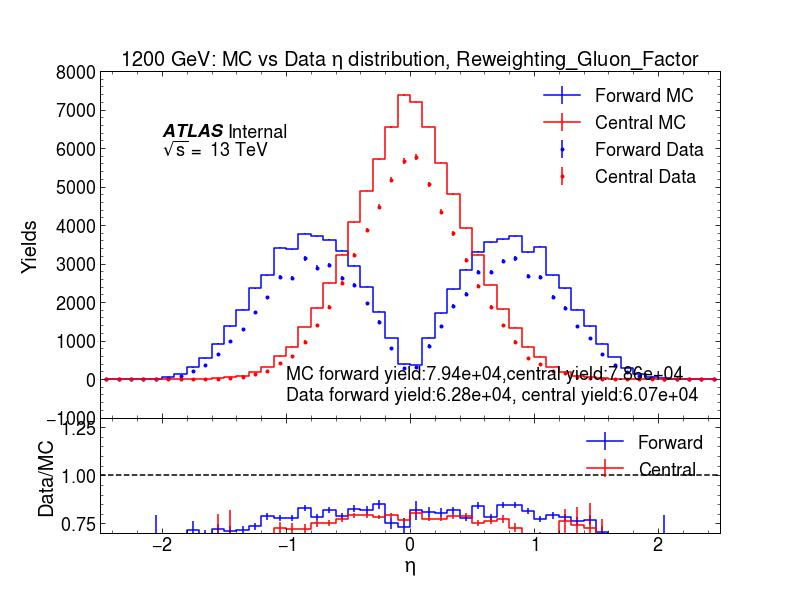 1200 GeV: MC vs Data η distribution, Reweighting_Gluon_Factor
8000
7000
6000
5000
4000
3000
2000
1000
0
−1000
Yields
ATLAS Internal
√s = 13 TeV
Forward MC
Central MC
Forward Data
Central Data
MC forward yield:7.94e+04,central yield:7.86e+04
Data forward yield:6.28e+04, central yield:6.07e+04
1.25
1.00
0.75
Data/MC
Forward
Central
−2 −1 0 1 2
η